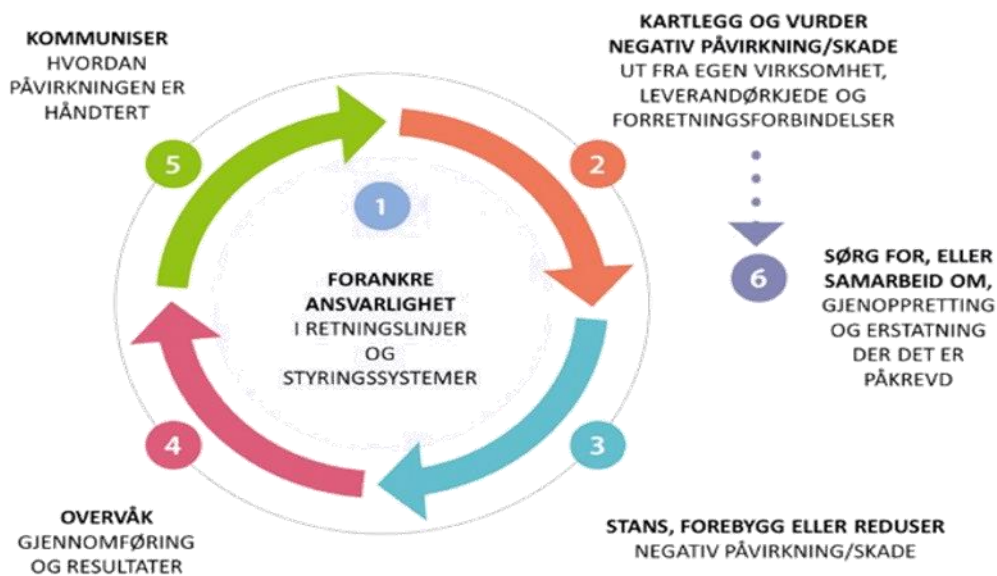 1
FORANKRE
ANSVARLIGHET
I RETNINGSLINJER
OG
STYRINGSSYSTEMER
2
KARTLEGG OG VURDER
NEGATIV PÅVIRKNING/SKADE
UT FRA EGEN VIRKSOMHET,
LEVERANDØRKJEDE OG
FORRETNINGSFORBINDELSER
3
STANS, FOREBYGG ELLER REDUSER
NEGATIV PÅVIRKNING/SKADE
4
OVERVÅK
GJENNOMFØRING
OG RESULTATER
5
KOMMUNISER
HVORDAN
PÅVIRKNINGEN ER
HÅNDTERT
6
SØRG FOR, ELLER
SAMARBEID OM,
GJENOPPRETTING
OG ERSTATNING
DER DET ER
PÅKREVD